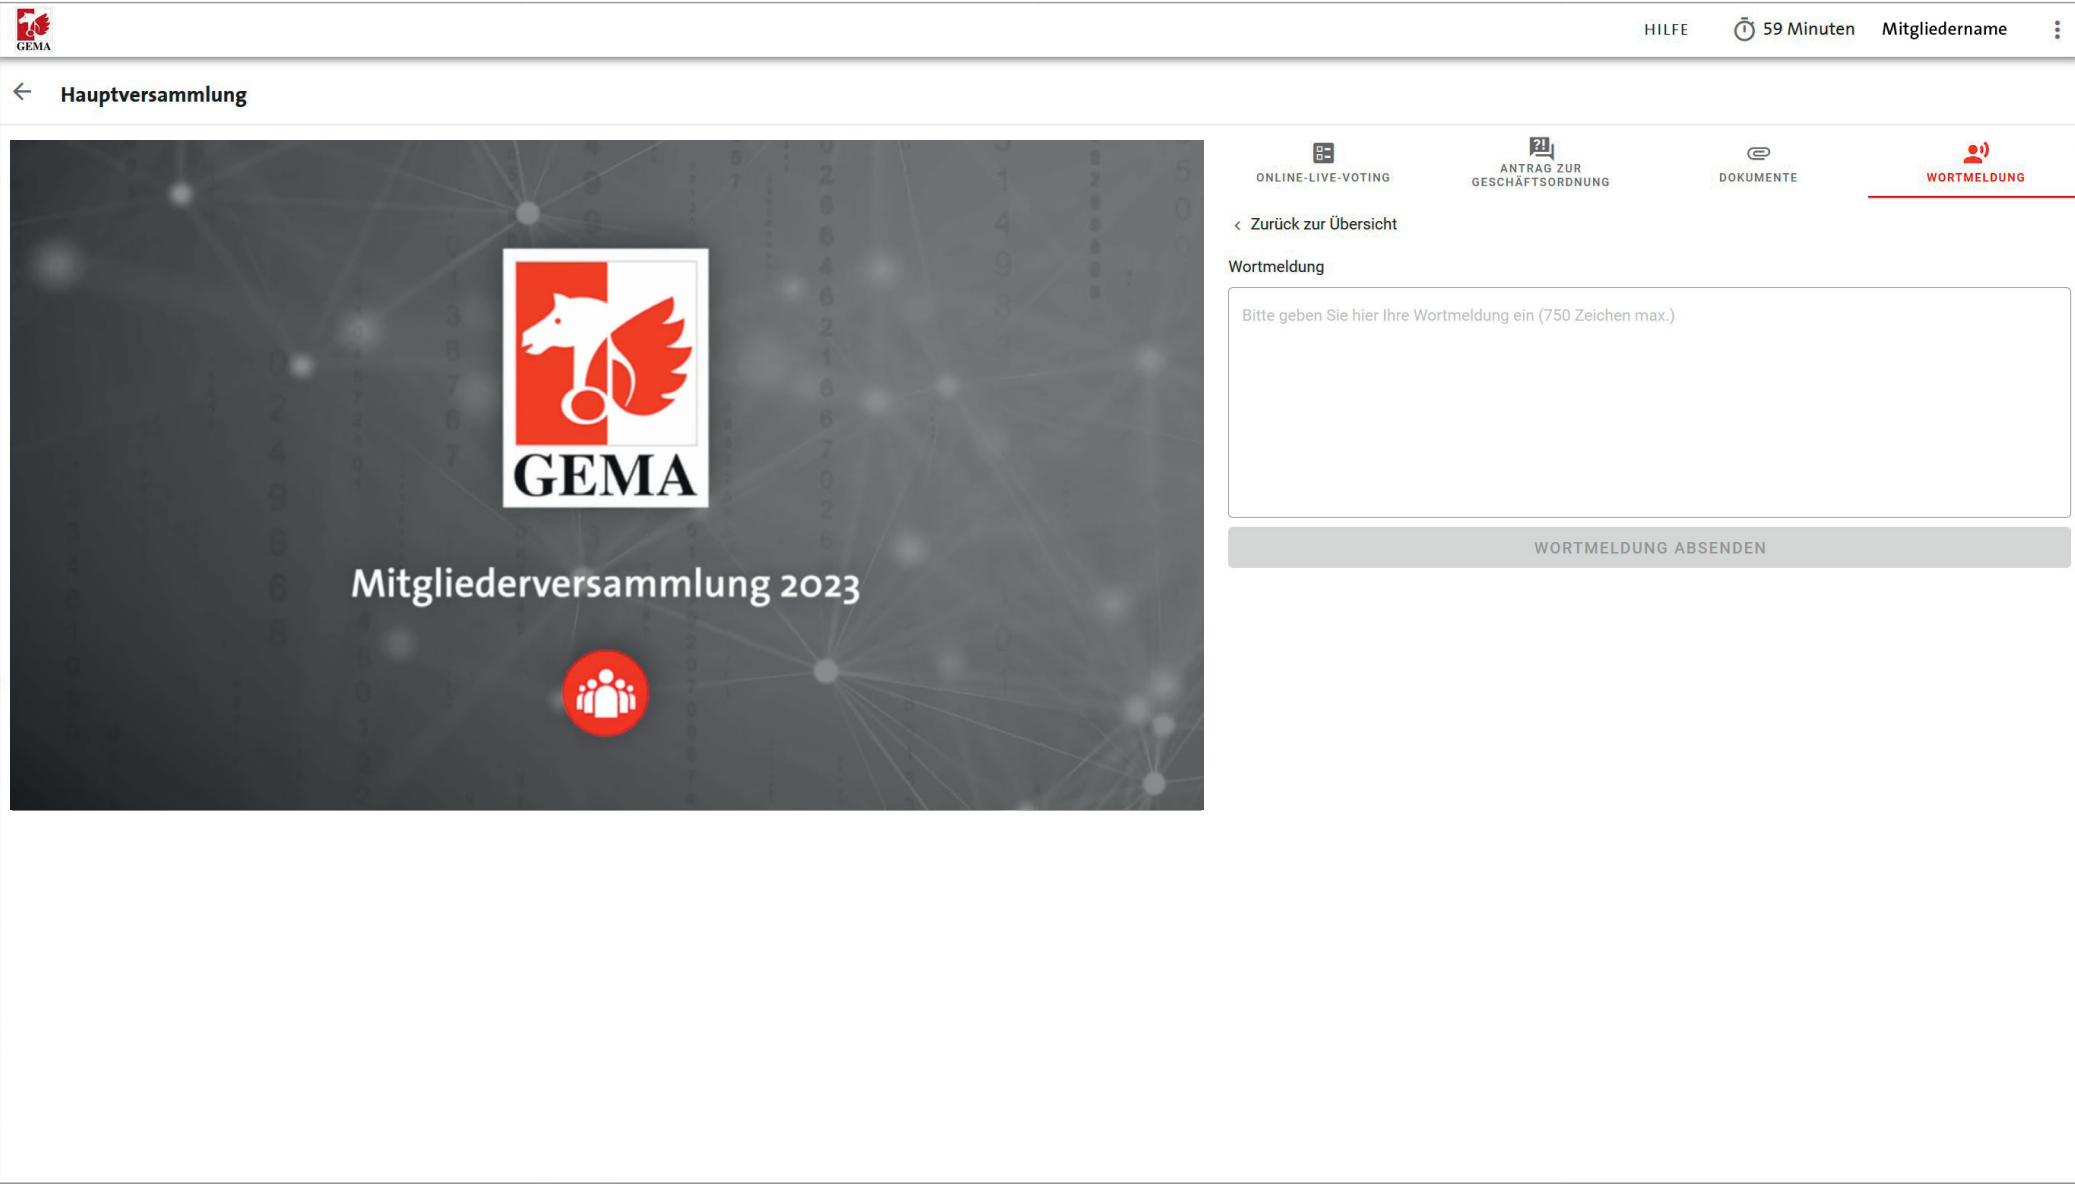 GEMA
HILFE
59 Minuten
Mitgliedername
Hauptversammlung
GEMA
Mitgliederversammlung 2023
ONLINE-LIVE-VOTING
ANTRAG ZUR
GESCHÄFTSORDNUNG
DOKUMENTE
WORTMELDUNG
< Zurück zur Übersicht
Wortmeldung
Bitte geben Sie hier Ihre Wortmeldung ein (750 Zeichen max.)
WORTMELDUNG ABSENDEN